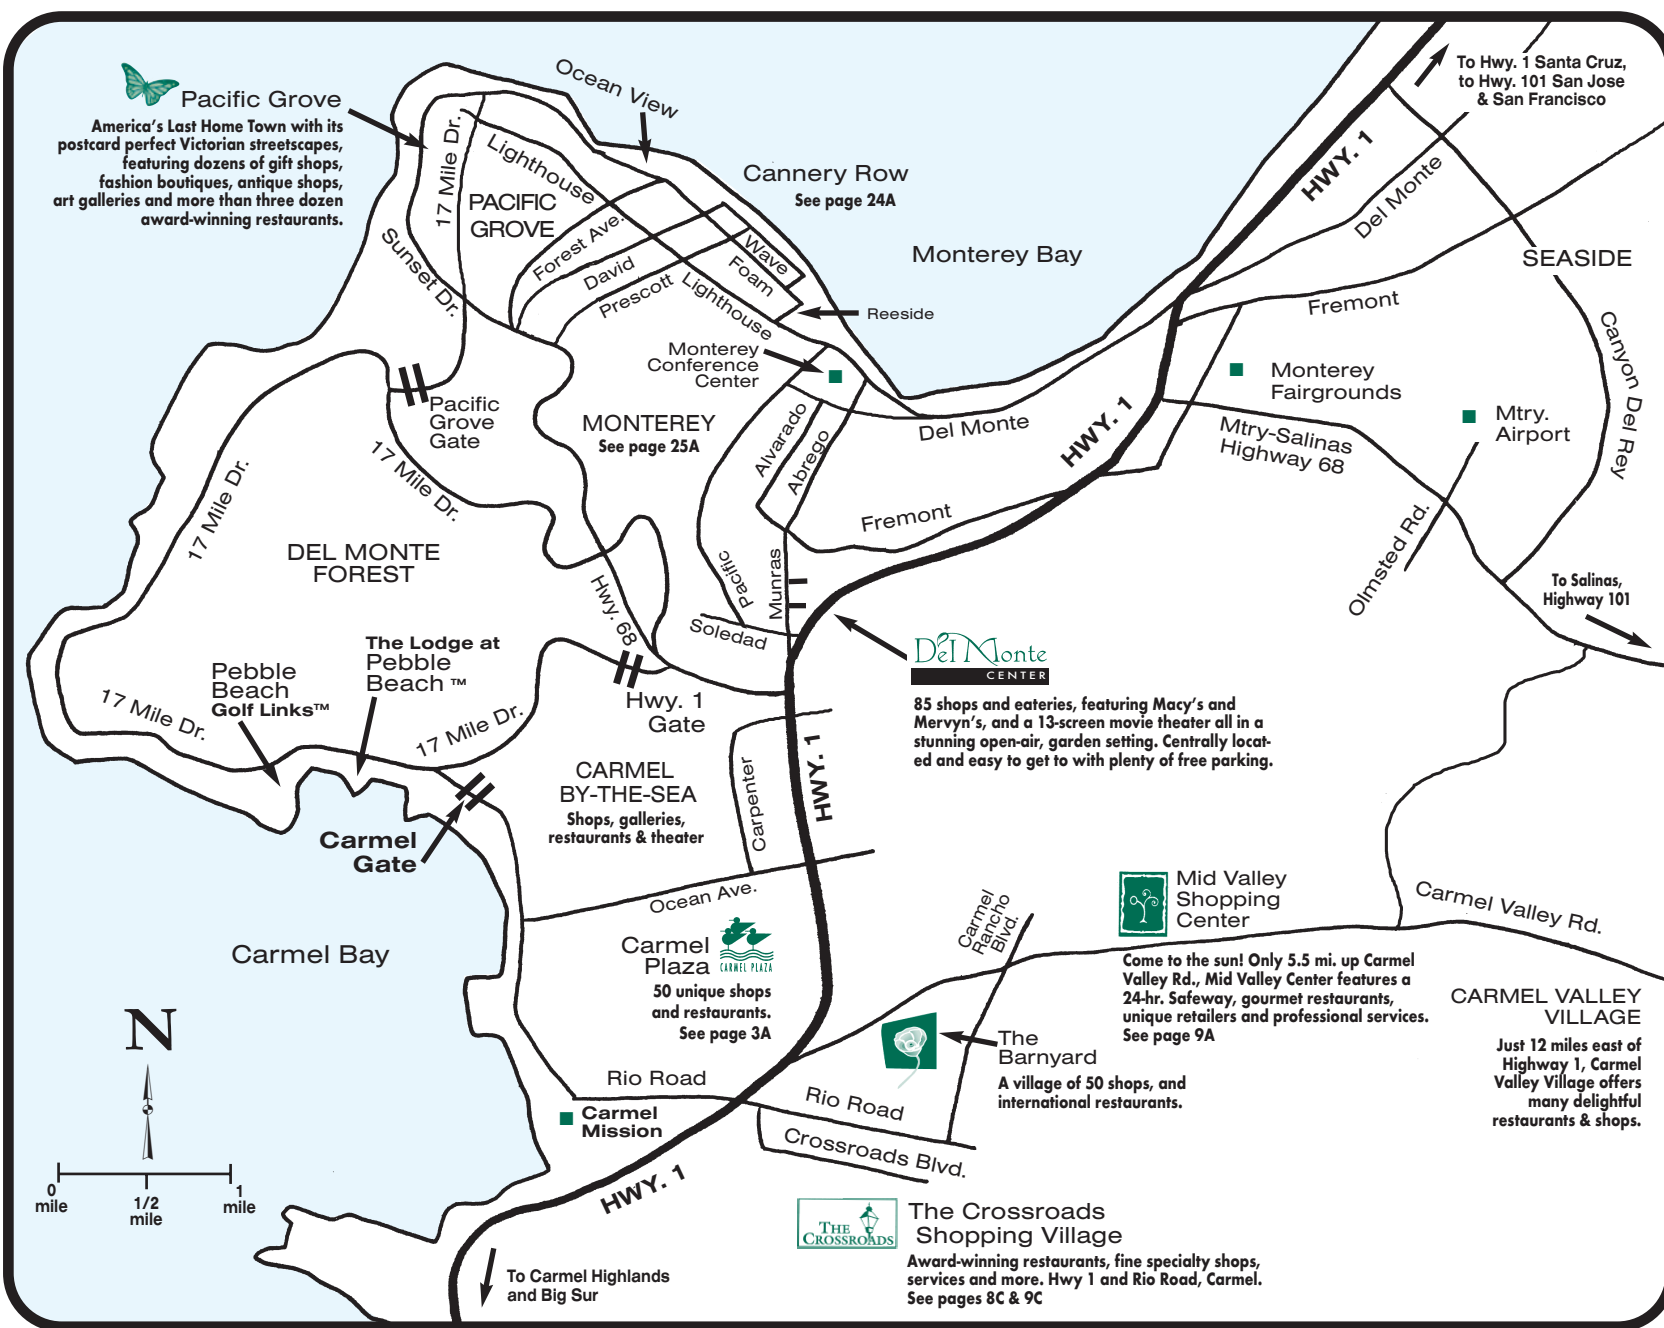 Pacific Grove
America's Last Home Town with its
postcard perfect Victorian streetscapes,
featuring dozens of gift shops,
fashion boutiques, antique shops,
art galleries and more than three dozen
award-winning restaurants.
Ocean View
To Hwy. 1 Santa Cruz,
to Hwy. 101 San Jose
& San Francisco
HWY. 1
17 Mile Dr.
Lighthouse
PACIFIC
GROVE
Cannery Row
See page 24A
Monterey Bay
Del Monte
SEASIDE
Sunset Dr.
Forest Ave.
David
Prescott
Wave
Foam
Lighthouse
Reeside
Fremont
Canyon Del Rey
Monterey
Conference
Center
Monterey
Fairgrounds
Mtry.
Airport
Pacific
Grove
Gate
MONTEREY
See page 25A
Alvarado
Abrego
Del Monte
HWY. 1
Mtry-Salinas
Highway 68
17 Mile Dr.
17 Mile Dr.
Fremont
Olmsted Rd.
DEL MONTE
FOREST
Hwy. 68
Pacific
Munras
Soledad
To Salinas,
Highway 101
Del Monte
CENTER
85 shops and eateries, featuring Macy's and
Mervyn's, and a 13-screen movie theater all in a
stunning open-air, garden setting. Centrally locat-
ed and easy to get to with plenty of free parking.
The Lodge at
Pebble
Beach ™
Pebble
Beach
Golf Links™
17 Mile Dr.
17 Mile Dr.
Hwy. 1
Gate
CARMEL
BY-THE-SEA
Shops, galleries,
restaurants & theater
Carpenter
HWY. 1
Carmel
Gate
Ocean Ave.
Carmel
Plaza
CARMEL PLAZA
50 unique shops
and restaurants.
See page 3A
Carmel Bay
Carmel
Rancho
Blvd.
Mid Valley
Shopping
Center
Come to the sun! Only 5.5 mi. up Carmel
Valley Rd., Mid Valley Center features a
24-hr. Safeway, gourmet restaurants,
unique retailers and professional services.
See page 9A
Carmel Valley Rd.
CARMEL VALLEY
VILLAGE
Just 12 miles east of
Highway 1, Carmel
Valley Village offers
many delightful
restaurants & shops.
The
Barnyard
A village of 50 shops, and
international restaurants.
N
Rio Road
Rio Road
Carmel
Mission
Crossroads Blvd.
HWY. 1
0
mile
1/2
mile
1
mile
THE
CROSSROADS
The Crossroads
Shopping Village
Award-winning restaurants, fine specialty shops,
services and more. Hwy 1 and Rio Road, Carmel.
See pages 8C & 9C
To Carmel Highlands
and Big Sur